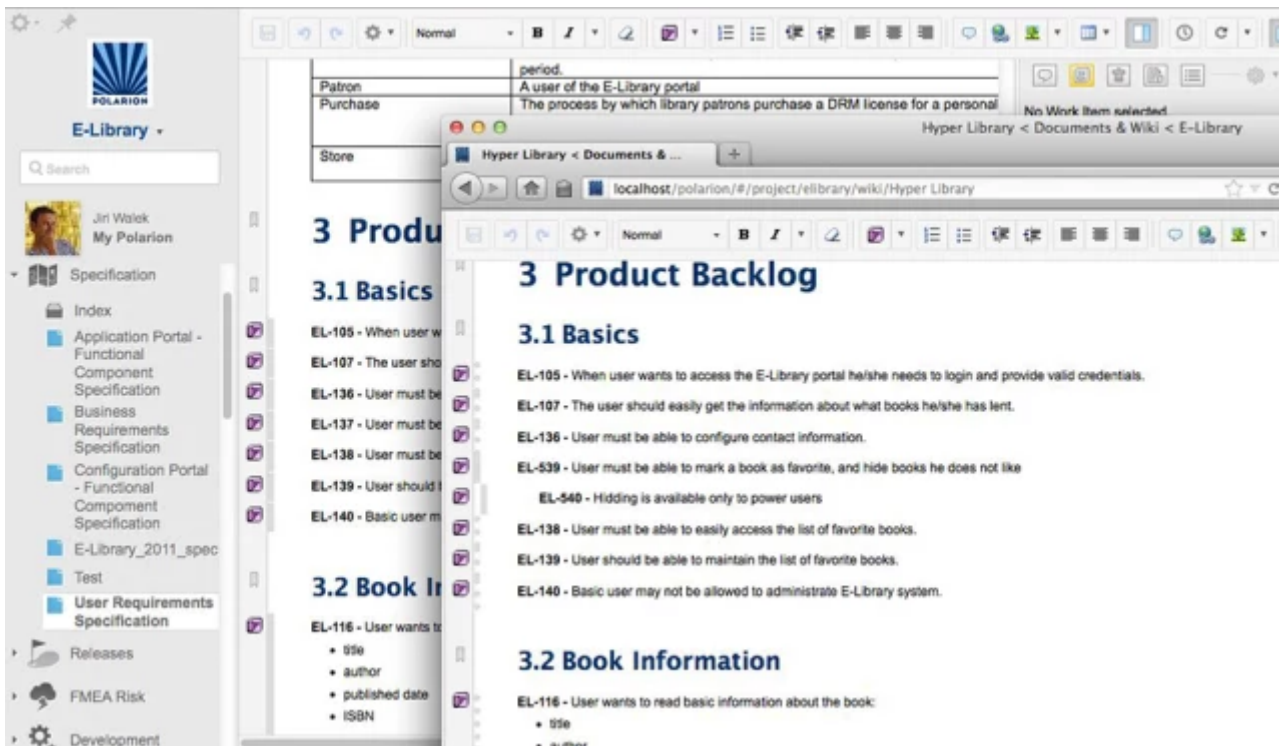 POLARION
E-Library
Search
Jiri Walek
My Polarion
Specification
Index
Application Portal -
Functional
Component
Specification
Business
Requirements
Specification
Configuration Portal
- Functional
Compoment
Specification
E-Library_2011_spec
Test
User Requirements
Specification
Releases
FMEA Risk
Development
Normal
B I
period.
Patron A user of the E-Library portal
Purchase The process by which library patrons purchase a DRM license for a personal
Store
No Work Item selected
3 Produ
3.1 Basics
EL-105 - When user w
EL-107 - The user sho
EL-136 - User must be
EL-137 - User must be
EL-138 - User must be
EL-139 - User should
EL-140 - Basic user m
3.2 Book I
EL-116 - User wants to
• title
• author
• published date
• ISBN
Hyper Library < Documents & Wiki < E-Library
Hyper Library < Documents & ...
localhost/polarion/#/project/elibrary/wiki/Hyper Library
Normal
B I
3 Product Backlog
3.1 Basics
EL-105 - When user wants to access the E-Library portal he/she needs to login and provide valid credentials.
EL-107 - The user should easily get the information about what books he/she has lent.
EL-136 - User must be able to configure contact information.
EL-539 - User must be able to mark a book as favorite, and hide books he does not like
EL-540 - Hidding is available only to power users
EL-138 - User must be able to easily access the list of favorite books.
EL-139 - User should be able to maintain the list of favorite books.
EL-140 - Basic user may not be allowed to administrate E-Library system.
3.2 Book Information
EL-116 - User wants to read basic information about the book:
• title
• author